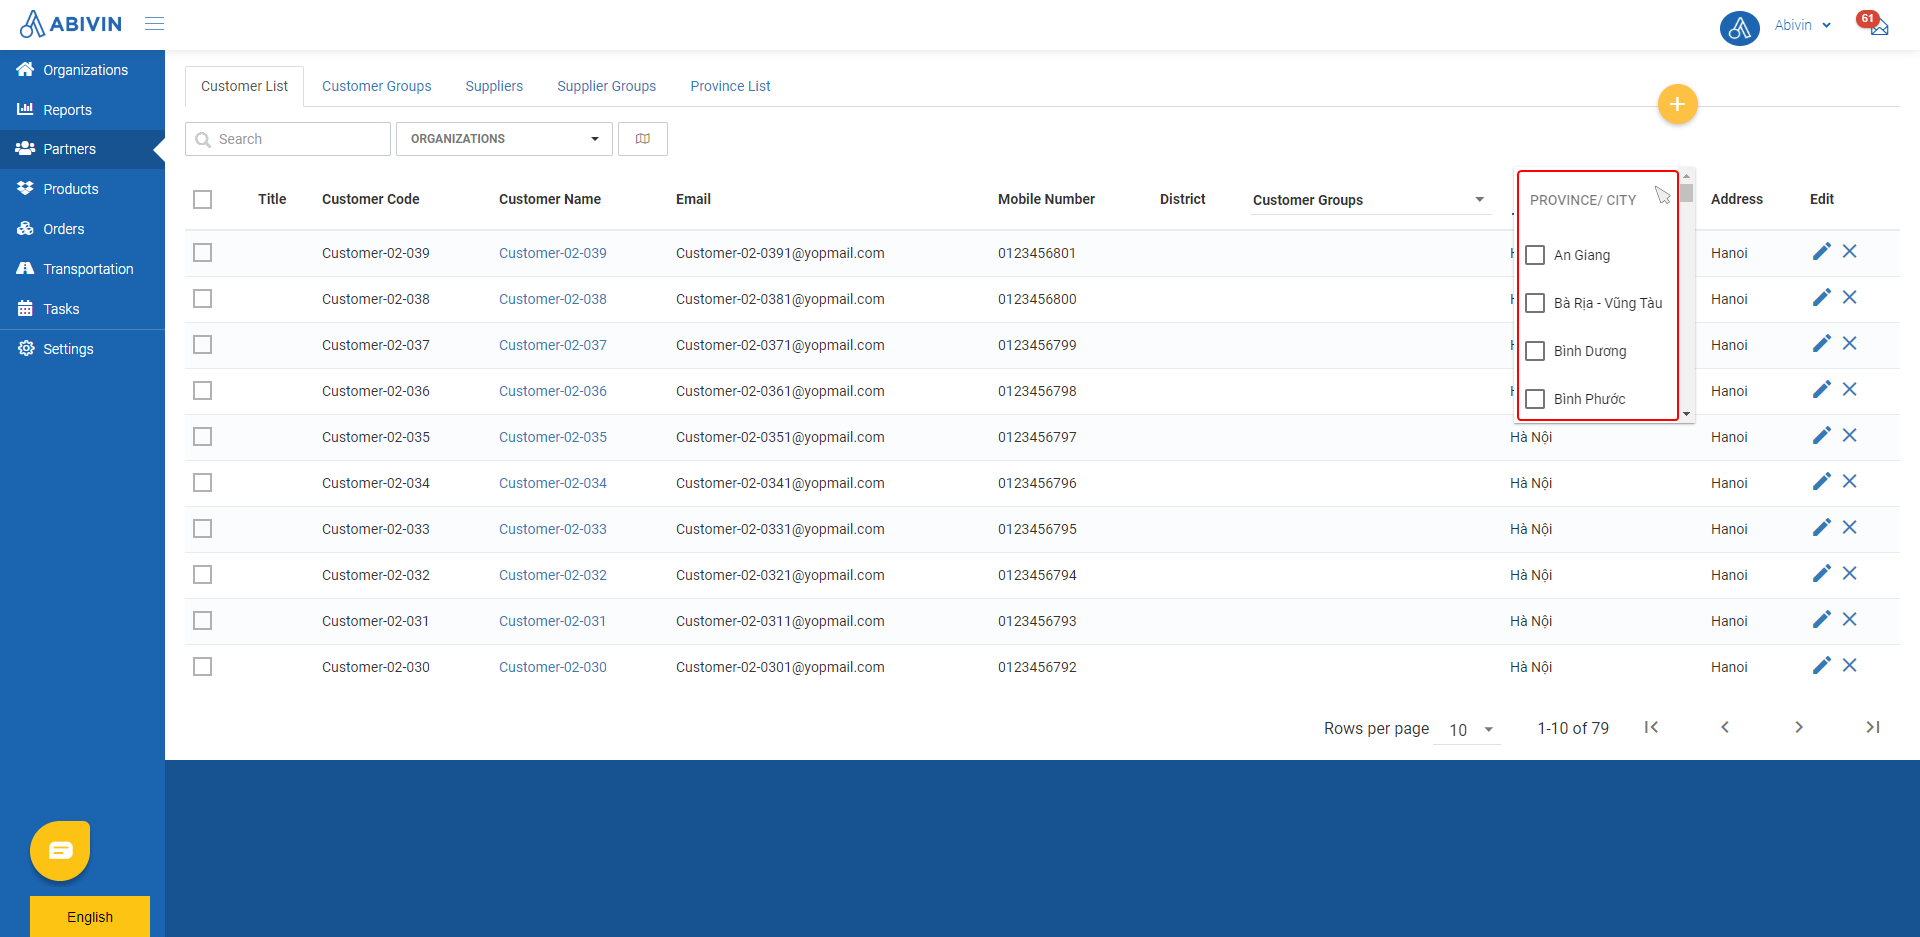 ABIVIN
Abivin
61
Organizations
Reports
Partners
Products
Orders
Transportation
Tasks
Settings
English
Customer List Customer Groups Suppliers Supplier Groups Province List
+
Search ORGANIZATIONS
Title Customer Code Customer Name Email Mobile Number District Customer Groups PROVINCE/ CITY Address Edit
An Giang
Bà Rịa - Vũng Tàu
Bình Dương
Bình Phước
Customer-02-039 Customer-02-039 Customer-02-0391@yopmail.com 0123456801 Hanoi
Customer-02-038 Customer-02-038 Customer-02-0381@yopmail.com 0123456800 Hanoi
Customer-02-037 Customer-02-037 Customer-02-0371@yopmail.com 0123456799 Hanoi
Customer-02-036 Customer-02-036 Customer-02-0361@yopmail.com 0123456798 Hanoi
Customer-02-035 Customer-02-035 Customer-02-0351@yopmail.com 0123456797 Hà Nội Hanoi
Customer-02-034 Customer-02-034 Customer-02-0341@yopmail.com 0123456796 Hà Nội Hanoi
Customer-02-033 Customer-02-033 Customer-02-0331@yopmail.com 0123456795 Hà Nội Hanoi
Customer-02-032 Customer-02-032 Customer-02-0321@yopmail.com 0123456794 Hà Nội Hanoi
Customer-02-031 Customer-02-031 Customer-02-0311@yopmail.com 0123456793 Hà Nội Hanoi
Customer-02-030 Customer-02-030 Customer-02-0301@yopmail.com 0123456792 Hà Nội Hanoi
Rows per page 10 1-10 of 79